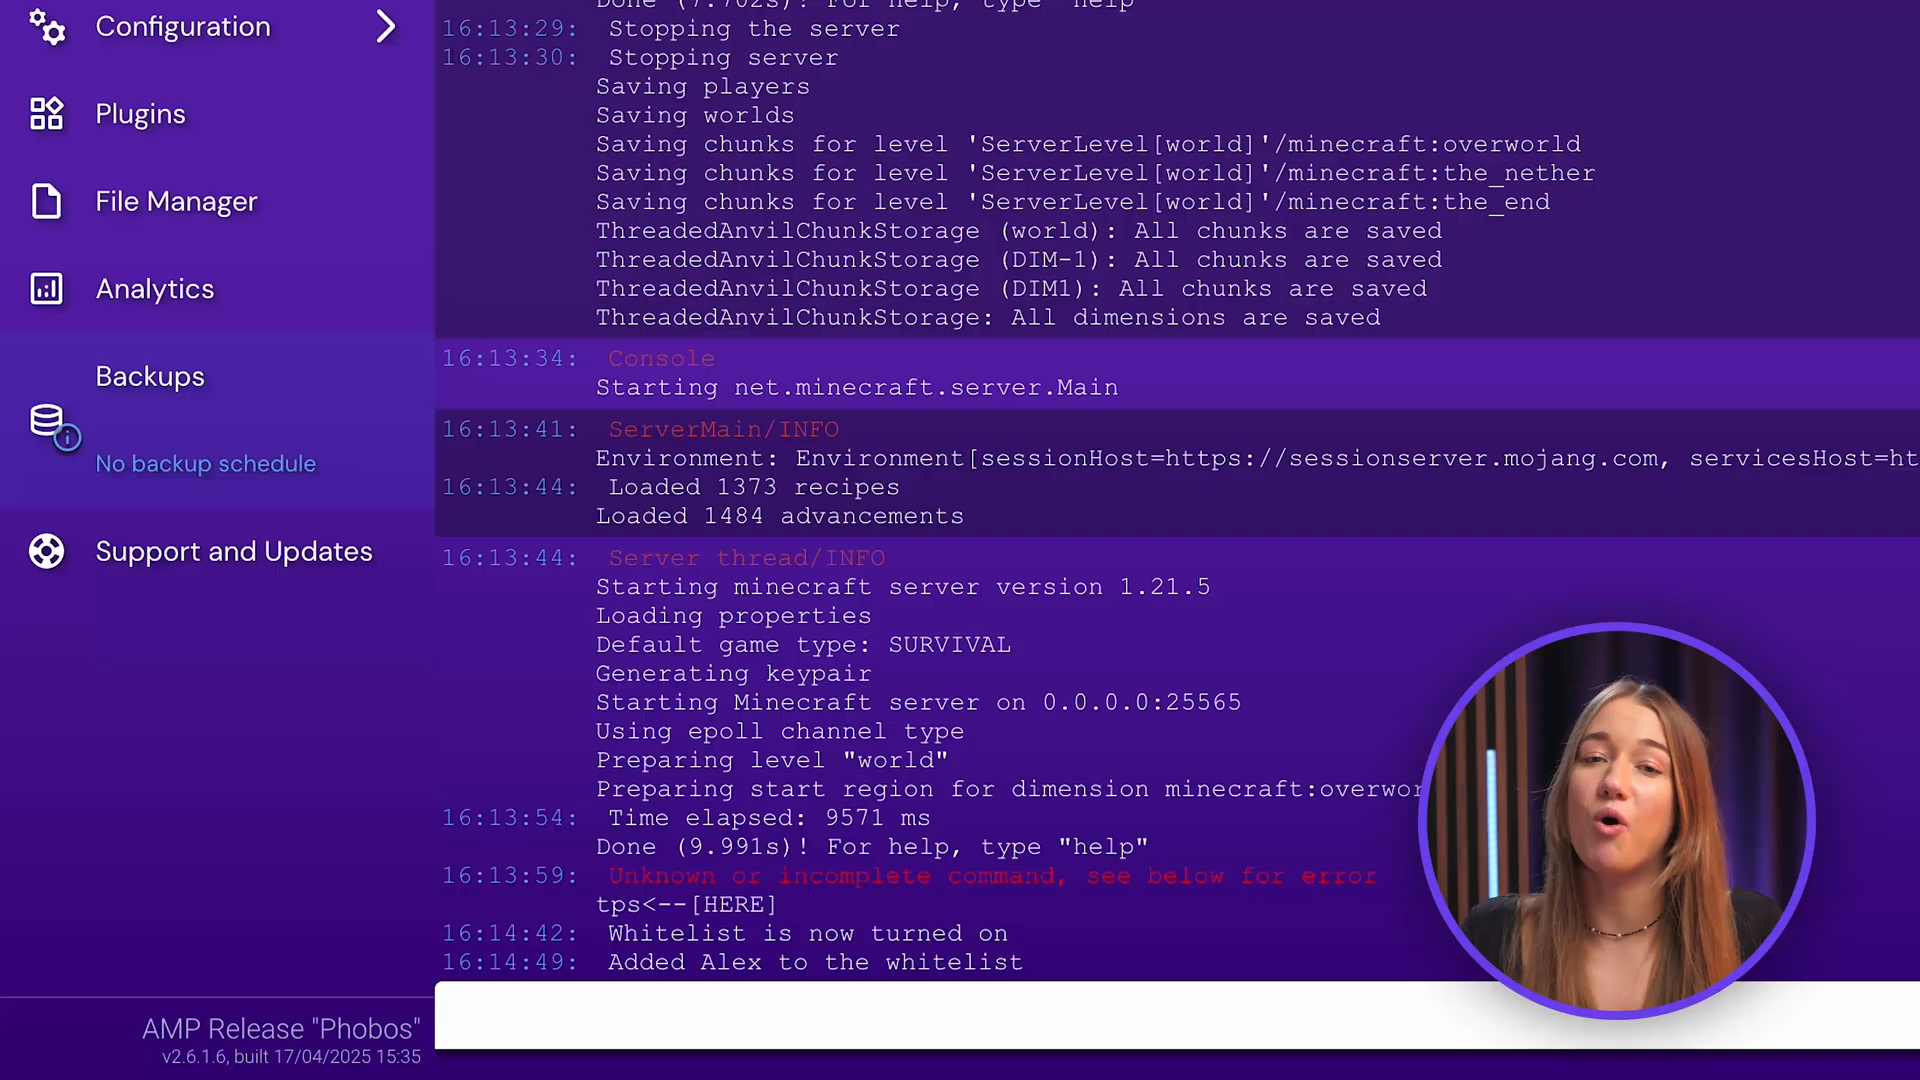 Configuration
Plugins
File Manager
Analytics
Backups
No backup schedule
Support and Updates
AMP Release "Phobos"
v2.6.1.6, built 17/04/2025 15:35
Done (7.702s)! For help, type "help"
16:13:29: Stopping the server
16:13:30: Stopping server
Saving players
Saving worlds
Saving chunks for level 'ServerLevel[world]'/minecraft:overworld
Saving chunks for level 'ServerLevel[world]'/minecraft:the_nether
Saving chunks for level 'ServerLevel[world]'/minecraft:the_end
ThreadedAnvilChunkStorage (world): All chunks are saved
ThreadedAnvilChunkStorage (DIM-1): All chunks are saved
ThreadedAnvilChunkStorage (DIM1): All chunks are saved
ThreadedAnvilChunkStorage: All dimensions are saved
16:13:34: Console
Starting net.minecraft.server.Main
16:13:41: ServerMain/INFO
Environment: Environment[sessionHost=https://sessionserver.mojang.com, servicesHost=ht
16:13:44: Loaded 1373 recipes
Loaded 1484 advancements
16:13:44: Server thread/INFO
Starting minecraft server version 1.21.5
Loading properties
Default game type: SURVIVAL
Generating keypair
Starting Minecraft server on 0.0.0.0:25565
Using epoll channel type
Preparing level "world"
Preparing start region for dimension minecraft:overwor
16:13:54: Time elapsed: 9571 ms
Done (9.991s)! For help, type "help"
16:13:59: Unknown or incomplete command, see below for error
tps<--[HERE]
16:14:42: Whitelist is now turned on
16:14:49: Added Alex to the whitelist